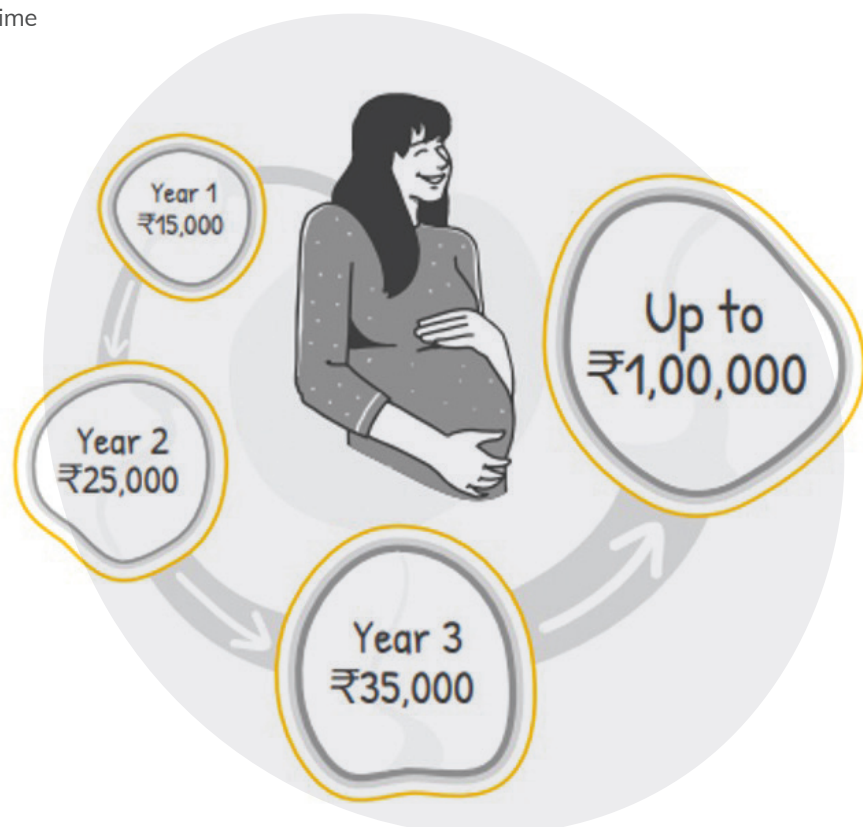 ime
Year 1
₹15,000
Year 2
₹25,000
Year 3
₹35,000
Up to
₹1,00,000